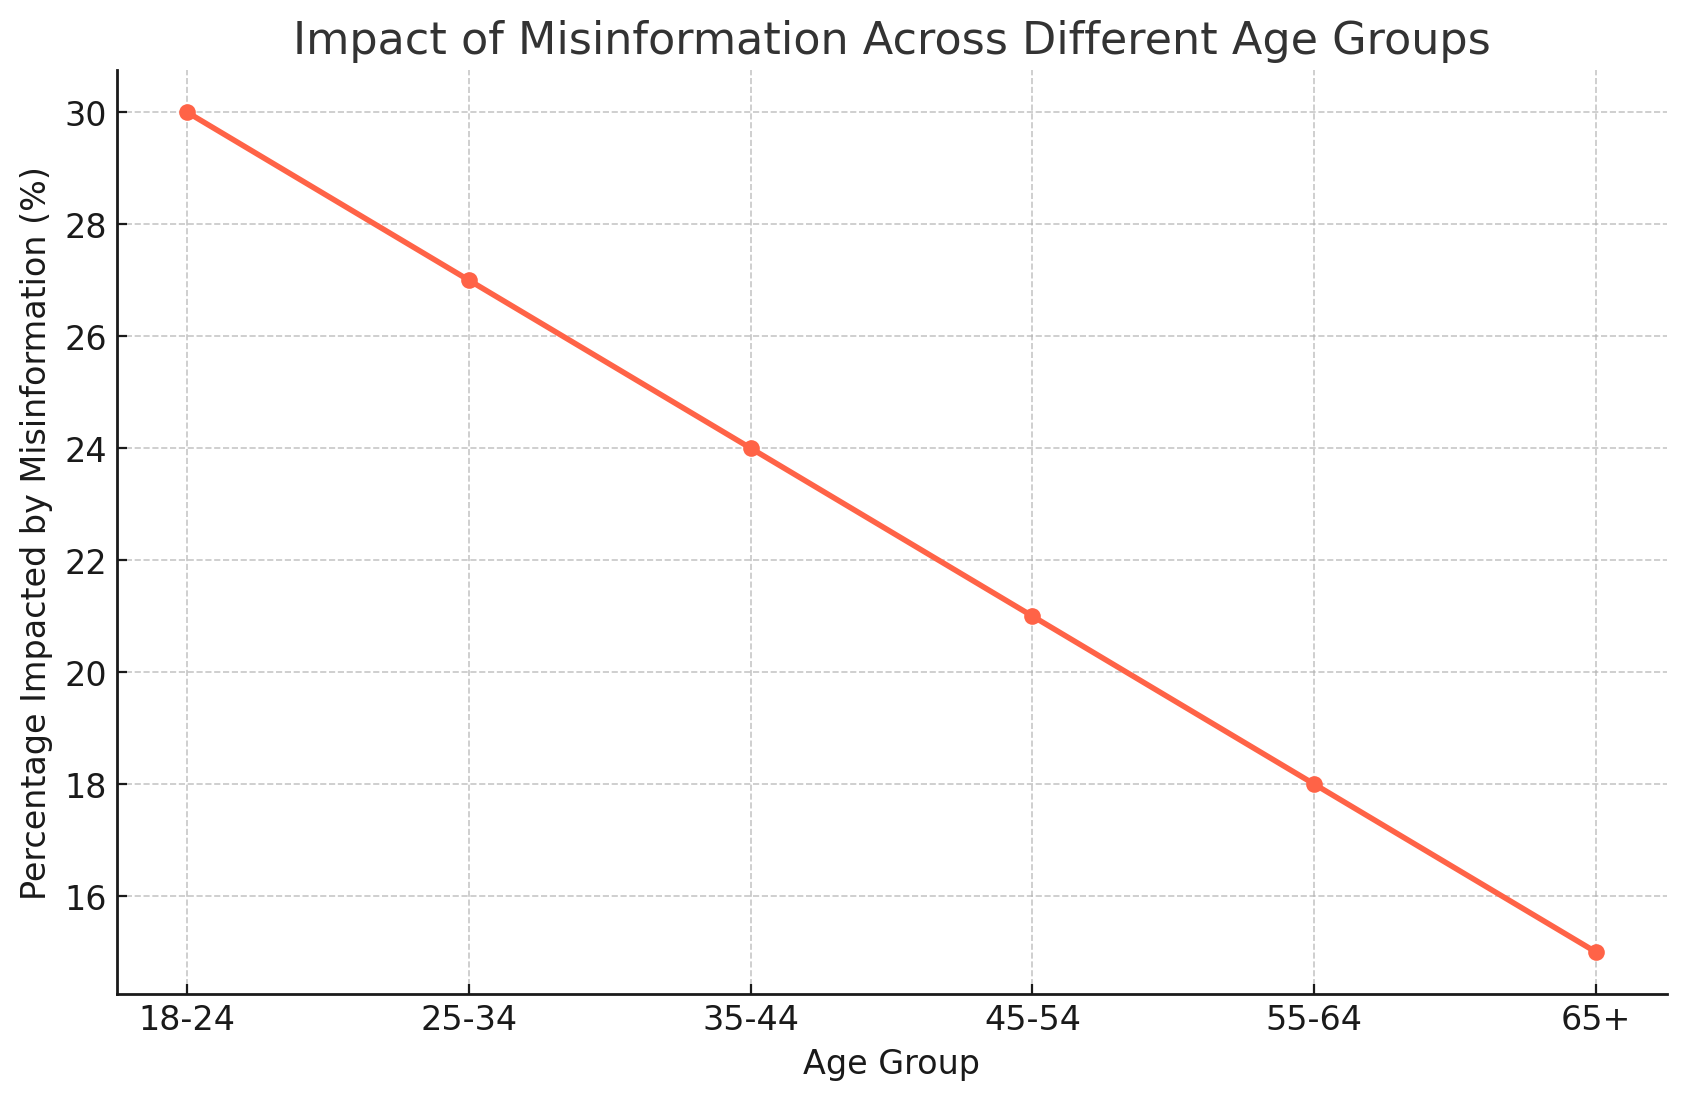 Impact of Misinformation Across Different Age Groups
Percentage Impacted by Misinformation (%)
30
28
26
24
22
20
18
16
18-24 25-34 35-44 45-54 55-64 65+
Age Group